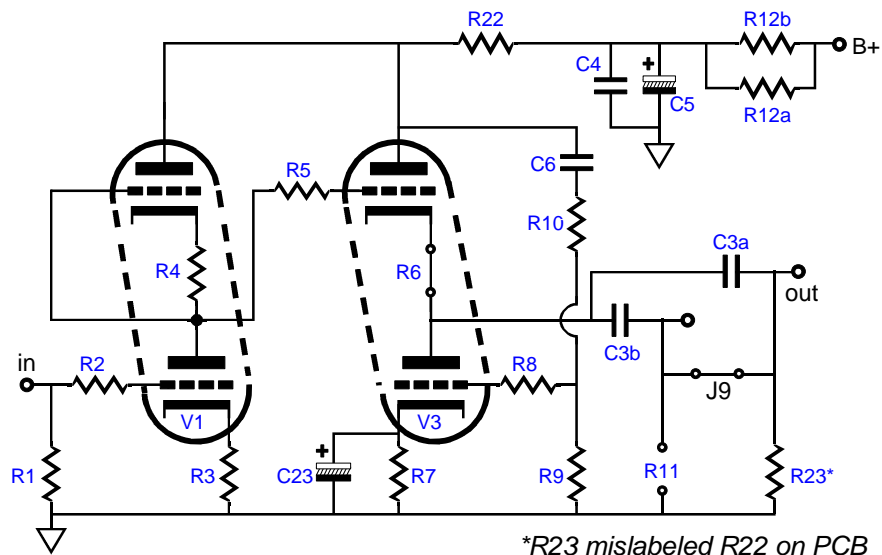 R22
R12b
B+
C4
C5
R12a
R5
C6
R10
R4
R6
C3a
out
in
R2
R8
C3b
J9
V1
V3
R1
R3
C23
R7
R9
R11
R23*
*R23 mislabeled R22 on PCB